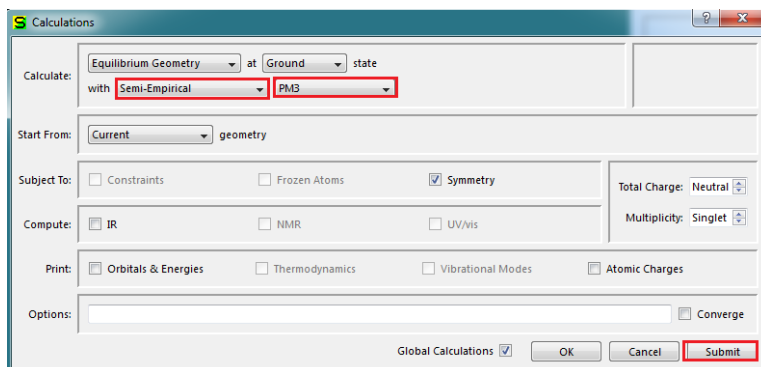 S Calculations
Calculate: Equilibrium Geometry at Ground state
with Semi-Empirical PM3
Start From: Current geometry
Subject To: Constraints Frozen Atoms Symmetry
Total Charge: Neutral
Compute: IR NMR UV/vis
Multiplicity: Singlet
Print: Orbitals & Energies Thermodynamics Vibrational Modes Atomic Charges
Options: Converge
Global Calculations OK Cancel Submit